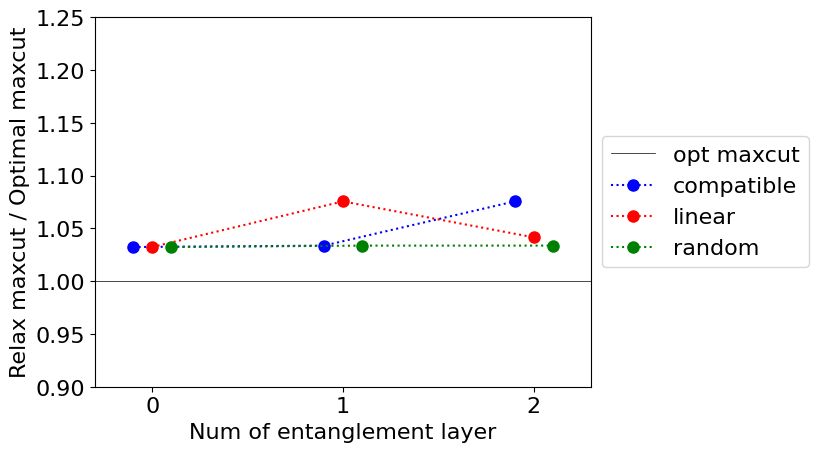 Relax maxcut / Optimal maxcut
1.25
1.20
1.15
1.10
1.05
1.00
0.95
0.90
0
1
2
Num of entanglement layer
opt maxcut
compatible
linear
random